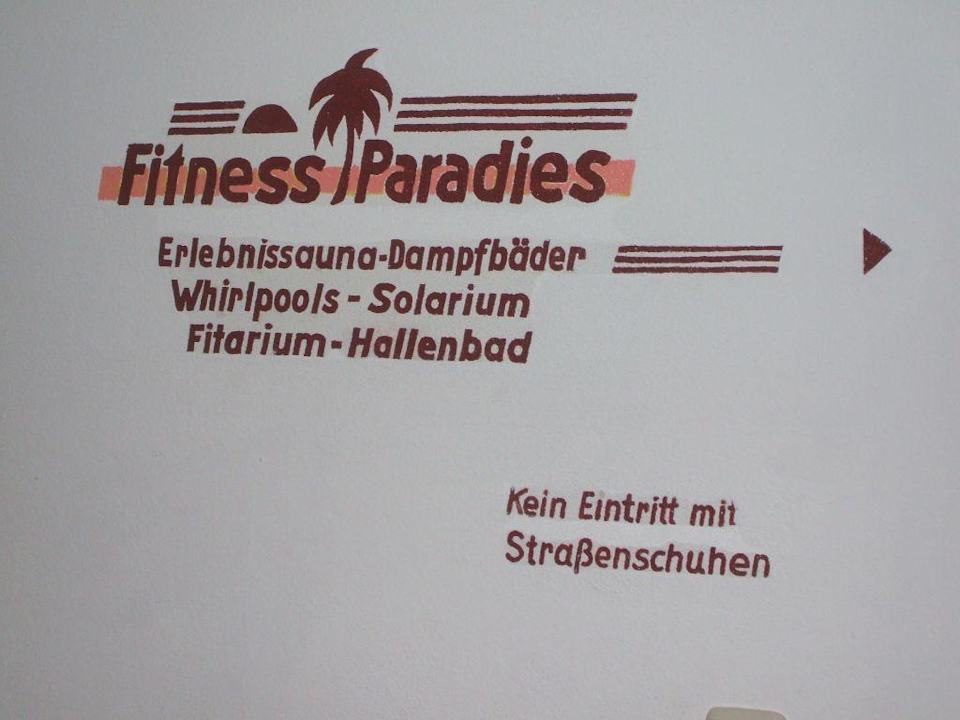 Fitness Paradies
Erlebnissauna-Dampfbäder
Whirlpools - Solarium
Fitarium - Hallenbad
Kein Eintritt mit
Straßenschuhen